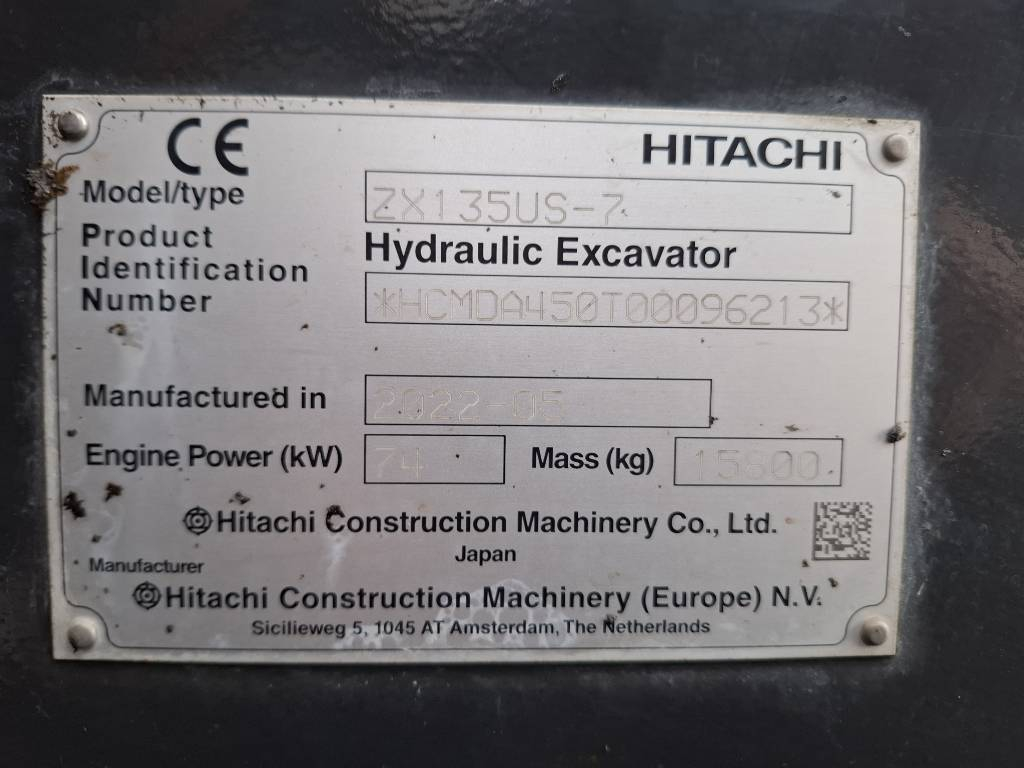 CE
HITACHI
Model/type ZX135US-7
Product
Identification
Number
Hydraulic Excavator
*HCMDA450T00096213*
Manufactured in 2022-05
Engine Power (kW) 74 Mass (kg) 15800
Hitachi Construction Machinery Co., Ltd.
Japan
Manufacturer
Hitachi Construction Machinery (Europe) N.V.
Sicilieweg 5, 1045 AT Amsterdam, The Netherlands